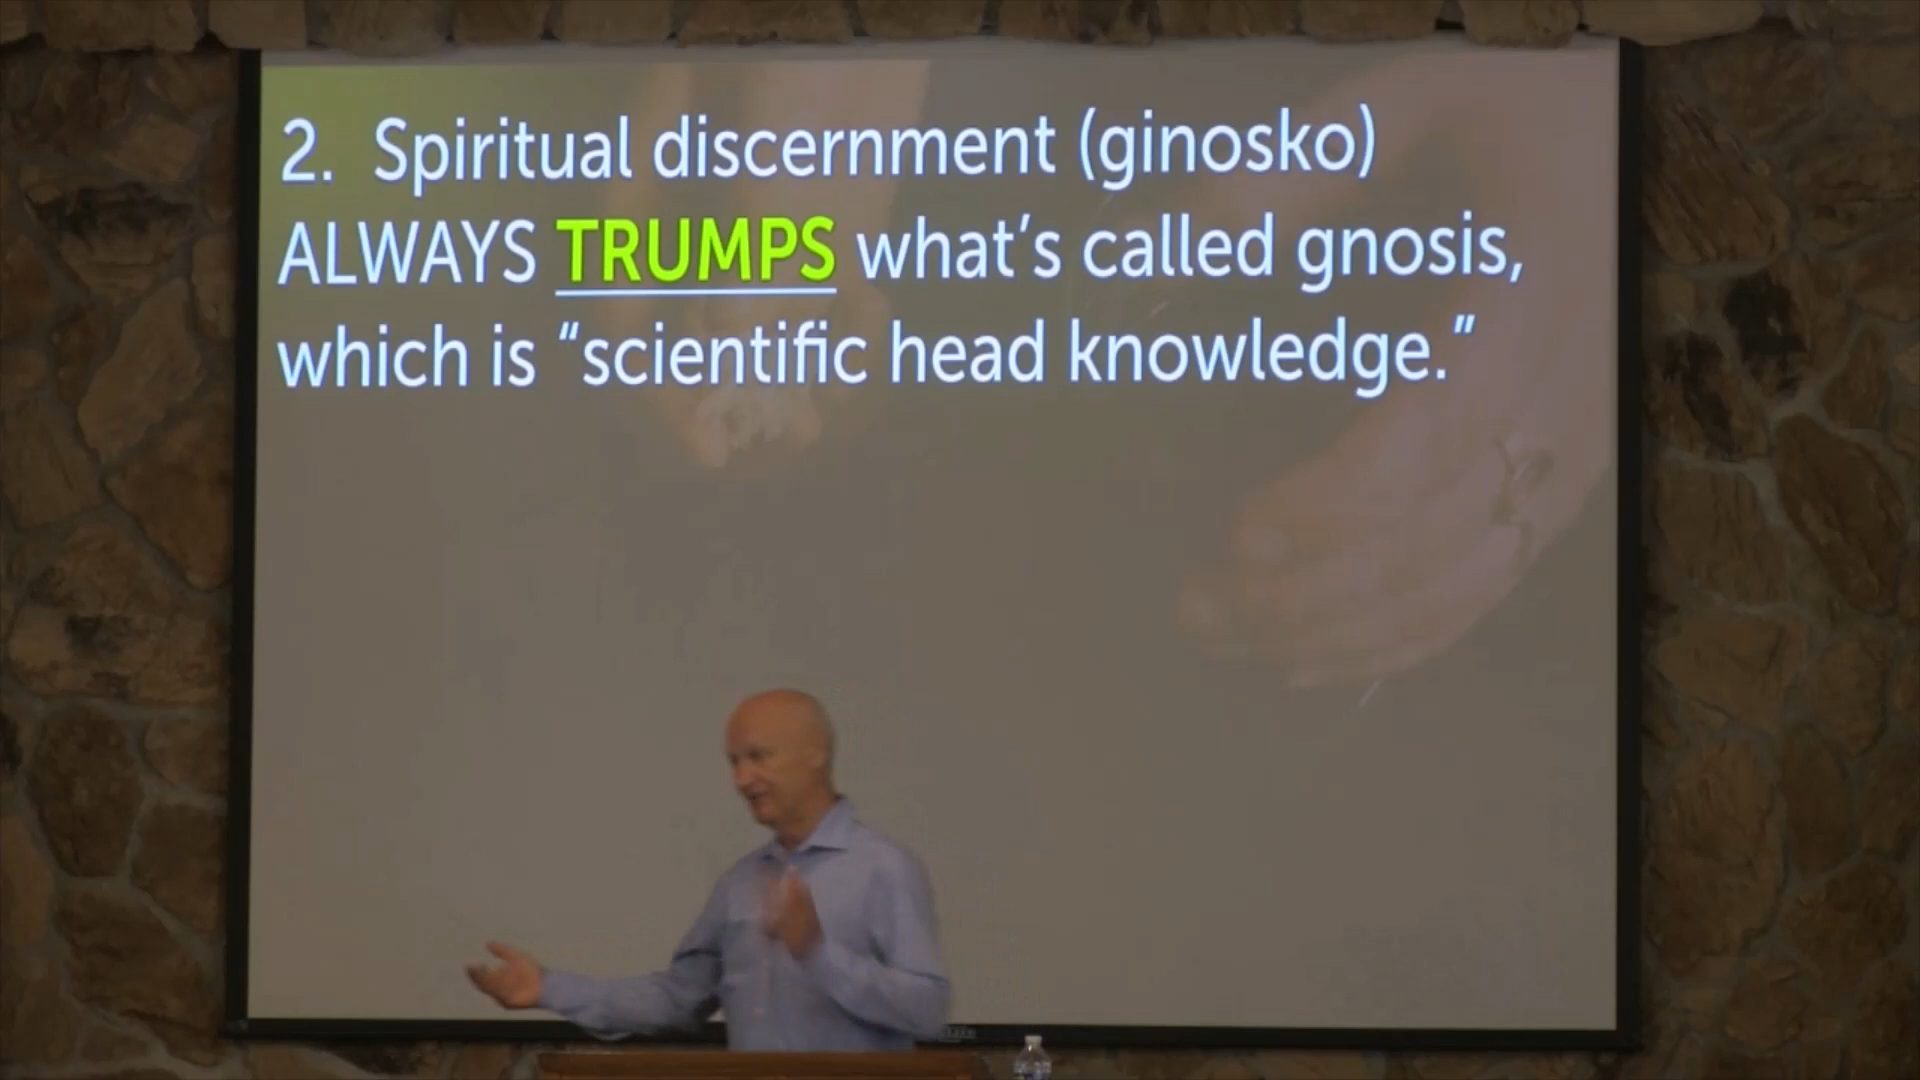 2. Spiritual discernment (ginosko)
ALWAYS TRUMPS what’s called gnosis,
which is “scientific head knowledge.”